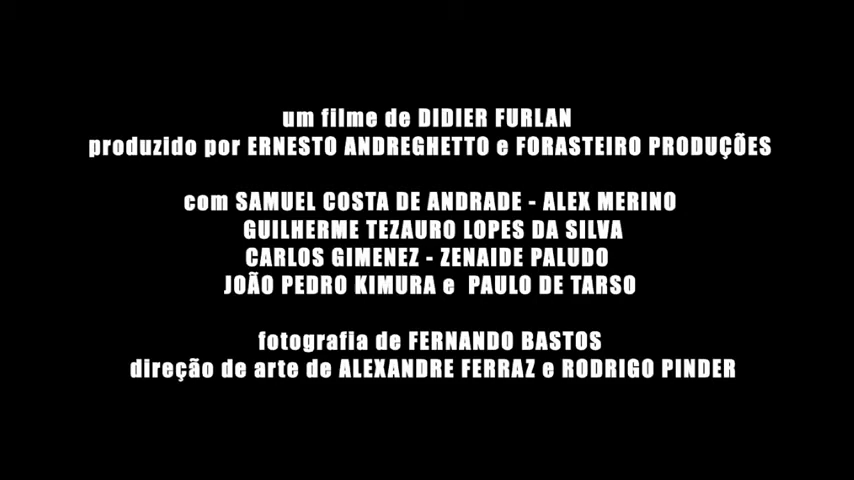 um filme de DIDIER FURLAN
produzido por ERNESTO ANDREGHETTO e FORASTEIRO PRODUÇÕES
com SAMUEL COSTA DE ANDRADE - ALEX MERINO
GUILHERME TEZAURO LOPES DA SILVA
CARLOS GIMENEZ - ZENAIDE PALUDO
JOÃO PEDRO KIMURA e PAULO DE TARSO
fotografia de FERNANDO BASTOS
direção de arte de ALEXANDRE FERRAZ e RODRIGO PINDER